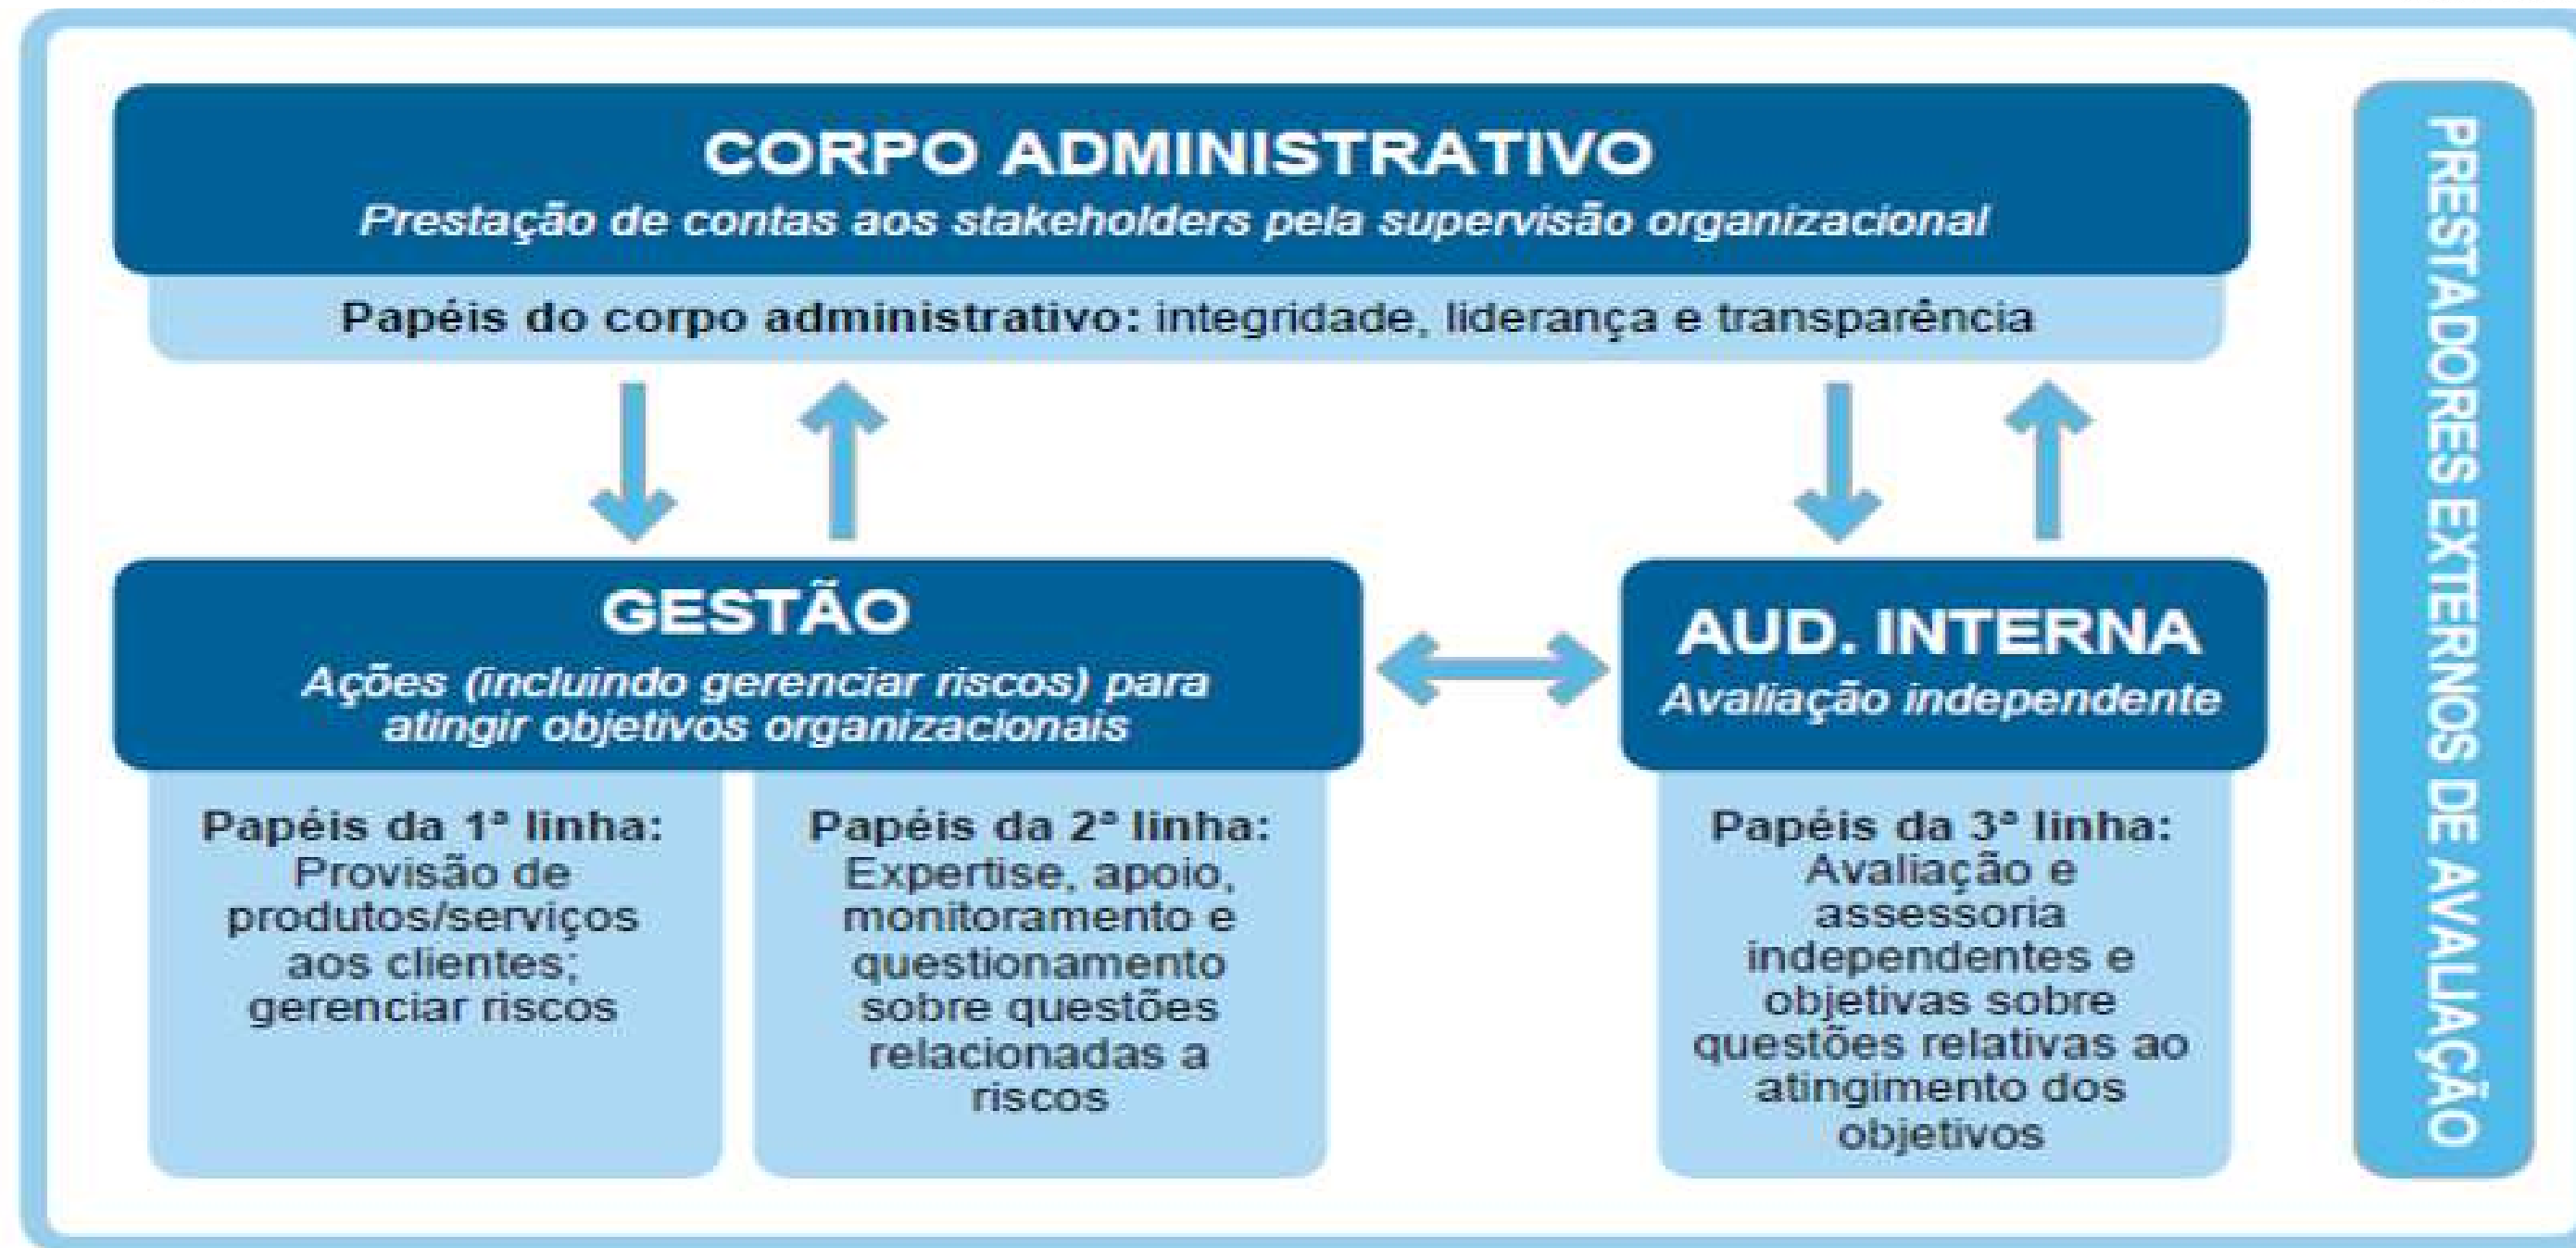 CORPO ADMINISTRATIVO
Prestação de contas aos stakeholders pela supervisão organizacional
Papéis do corpo administrativo: integridade, liderança e transparência
GESTÃO
Ações (incluindo gerenciar riscos) para
atingir objetivos organizacionais
Papéis da 1ª linha:
Provisão de
produtos/serviços
aos clientes;
gerenciar riscos
Papéis da 2ª linha:
Expertise, apoio,
monitoramento e
questionamento
sobre questões
relacionadas a
riscos
AUD. INTERNA
Avaliação independente
Papéis da 3ª linha:
Avaliação e
assessoria
independentes e
objetivas sobre
questões relativas ao
atingimento dos
objetivos
PRESTADORES EXTERNOS DE AVALIAÇÃO